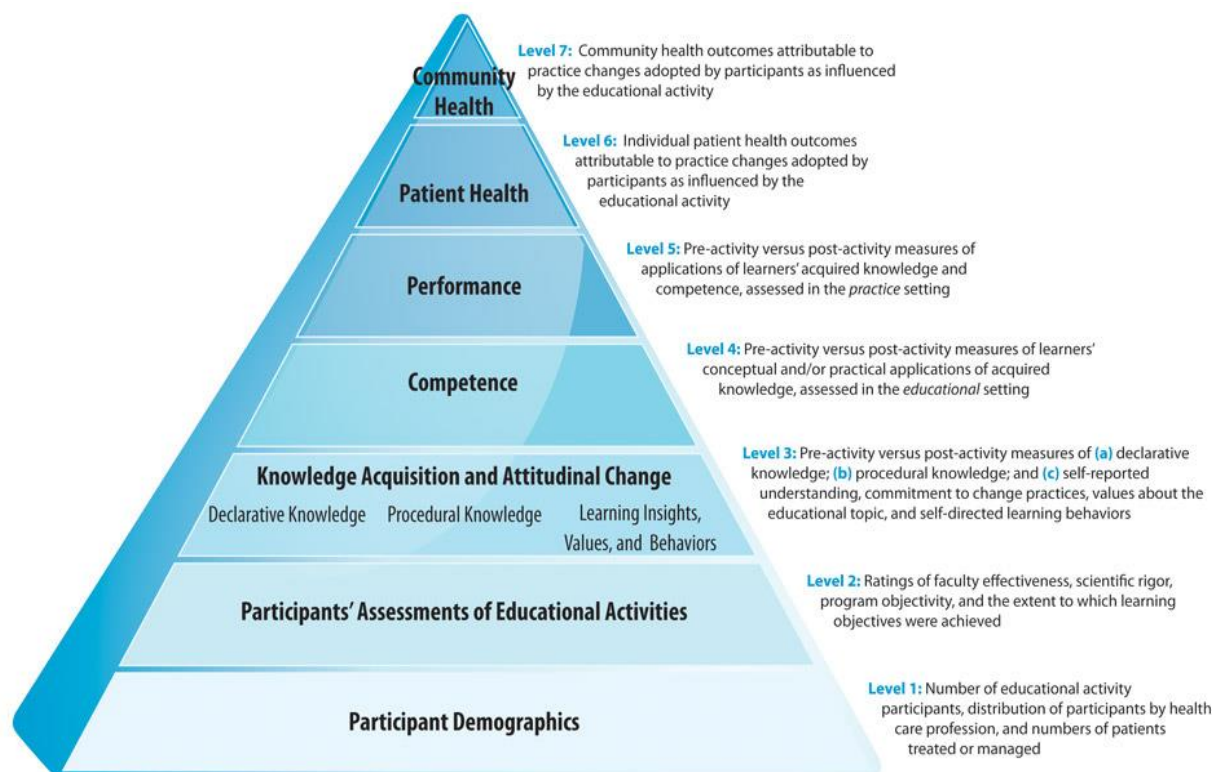 Level 7: Community health outcomes attributable to
practice changes adopted by participants as influenced
by the educational activity
Community
Health
Level 6: Individual patient health outcomes
attributable to practice changes adopted by
participants as influenced by the
educational activity
Patient Health
Level 5: Pre-activity versus post-activity measures of
applications of learners' acquired knowledge and
competence, assessed in the practice setting
Performance
Level 4: Pre-activity versus post-activity measures of learners'
conceptual and/or practical applications of acquired
knowledge, assessed in the educational setting
Competence
Level 3: Pre-activity versus post-activity measures of (a) declarative
knowledge; (b) procedural knowledge; and (c) self-reported
understanding, commitment to change practices, values about the
educational topic, and self-directed learning behaviors
Knowledge Acquisition and Attitudinal Change
Declarative Knowledge
Procedural Knowledge
Learning Insights,
Values, and Behaviors
Level 2: Ratings of faculty effectiveness, scientific rigor,
program objectivity, and the extent to which learning
objectives were achieved
Participants' Assessments of Educational Activities
Level 1: Number of educational activity
participants, distribution of participants by health
care profession, and numbers of patients
treated or managed
Participant Demographics